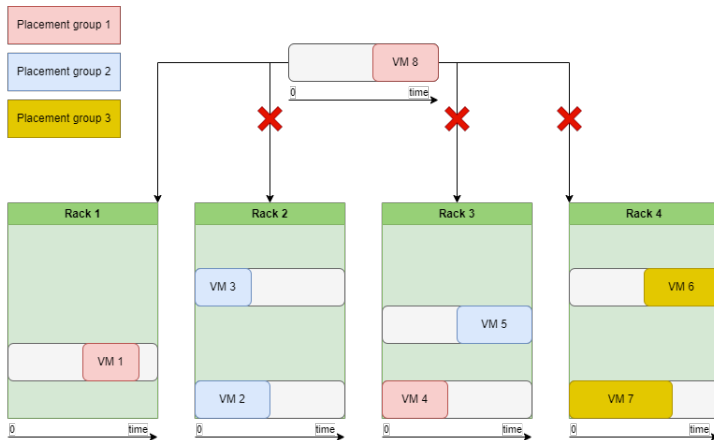 Placement group 1
Placement group 2
Placement group 3
VM 8
0 time
Rack 1
Rack 2
Rack 3
Rack 4
VM 3
VM 6
VM 5
VM 1
VM 2
VM 4
VM 7
0 time
0 time
0 time
0 time